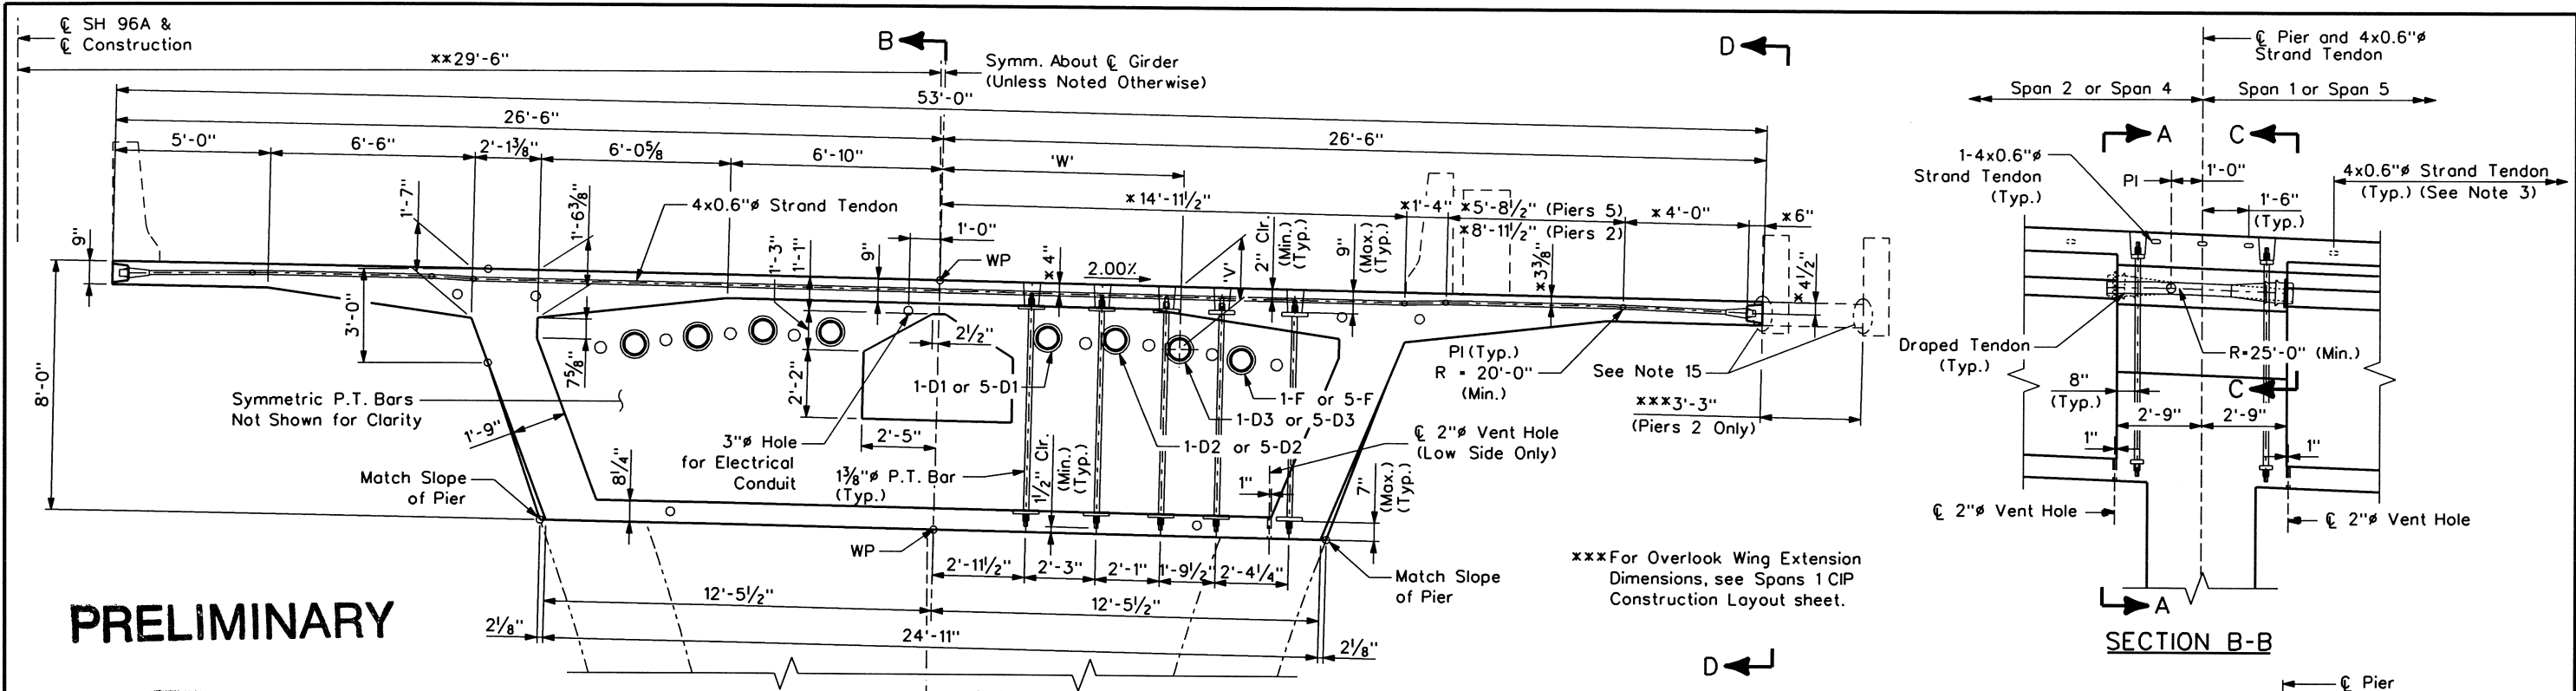 ℄ SH 96A &
℄ Construction
**29'-6"
B
Symm. About ℄ Girder
(Unless Noted Otherwise)
D
53'-0"
26'-6"
26'-6"
5'-0"
6'-6"
2'-1⅜"
6'-0⅝
6'-10"
'W'
*14'-11½"
*1'-4"
*5'-8½" (Piers 5)
*8'-11½" (Piers 2)
*4'-0"
*6"
1'-7"
1'-6⅜"
4x0.6"ø Strand Tendon
1'-0"
9"
1'-3"
1'-1"
9"
WP
*4"
2.00%
'V'
2" Clr.
(Min.)
(Typ.)
9"
(Max.)
(Typ.)
*3⅜"
*4½"
8'-0"
3'-0"
7⅝"
2'-2"
2½"
PI (Typ.)
R = 20'-0"
(Min.)
See Note 15
***3'-3"
(Piers 2 Only)
Symmetric P.T. Bars
Not Shown for Clarity
1'-9"
1-D1 or 5-D1
1-F or 5-F
1-D3 or 5-D3
1-D2 or 5-D2
2'-5"
3"ø Hole
for Electrical
Conduit
1⅜"ø P.T. Bar
(Typ.)
1½" Clr.
(Min.)
(Typ.)
℄ 2"ø Vent Hole
(Low Side Only)
1"
7"
(Max.)
(Typ.)
Match Slope
of Pier
8¼"
WP
2'-11½"
2'-3"
2'-1"
1'-9½"
2'-4¼"
Match Slope
of Pier
12'-5½"
12'-5½"
2⅛"
24'-11"
2⅛"
***For Overlook Wing Extension
Dimensions, see Spans 1 CIP
Construction Layout sheet.
D
PRELIMINARY
℄ Pier and 4x0.6"ø
Strand Tendon
Span 2 or Span 4
Span 1 or Span 5
A
C
1-4x0.6"ø
Strand Tendon
(Typ.)
PI
1'-0"
4x0.6"ø Strand Tendon
(Typ.) (See Note 3)
1'-6"
(Typ.)
Draped Tendon
(Typ.)
R=25'-0" (Min.)
8"
(Typ.)
C
2'-9"
2'-9"
1"
1"
℄ 2"ø Vent Hole
℄ 2"ø Vent Hole
A
SECTION B-B
℄ Pier